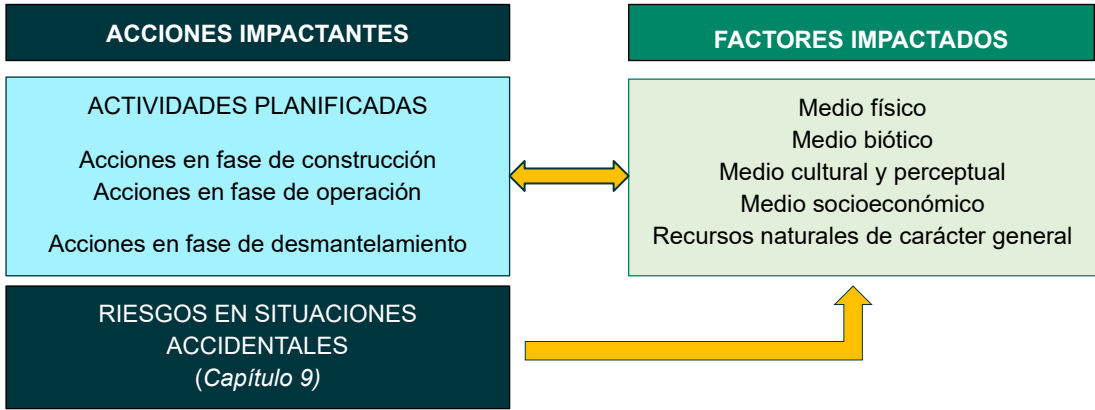 ACCIONES IMPACTANTES
ACTIVIDADES PLANIFICADAS
Acciones en fase de construcción
Acciones en fase de operación
Acciones en fase de desmantelamiento
RIESGOS EN SITUACIONES
ACCIDENTALES
(Capítulo 9)
FACTORES IMPACTADOS
Medio físico
Medio biótico
Medio cultural y perceptual
Medio socioeconómico
Recursos naturales de carácter general